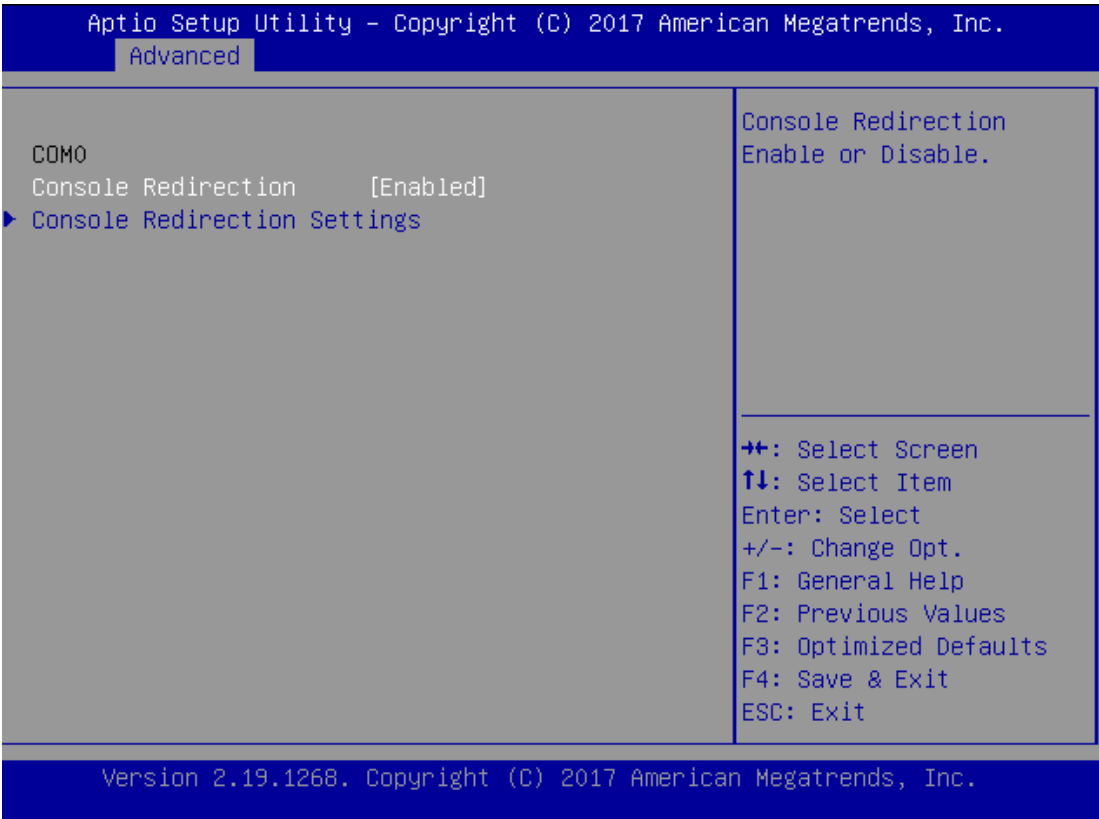 Aptio Setup Utility – Copyright (C) 2017 American Megatrends, Inc.
Advanced
COM0
Console Redirection [Enabled]
▶ Console Redirection Settings
Console Redirection
Enable or Disable.
→←: Select Screen
↑↓: Select Item
Enter: Select
+/-: Change Opt.
F1: General Help
F2: Previous Values
F3: Optimized Defaults
F4: Save & Exit
ESC: Exit
Version 2.19.1268. Copyright (C) 2017 American Megatrends, Inc.